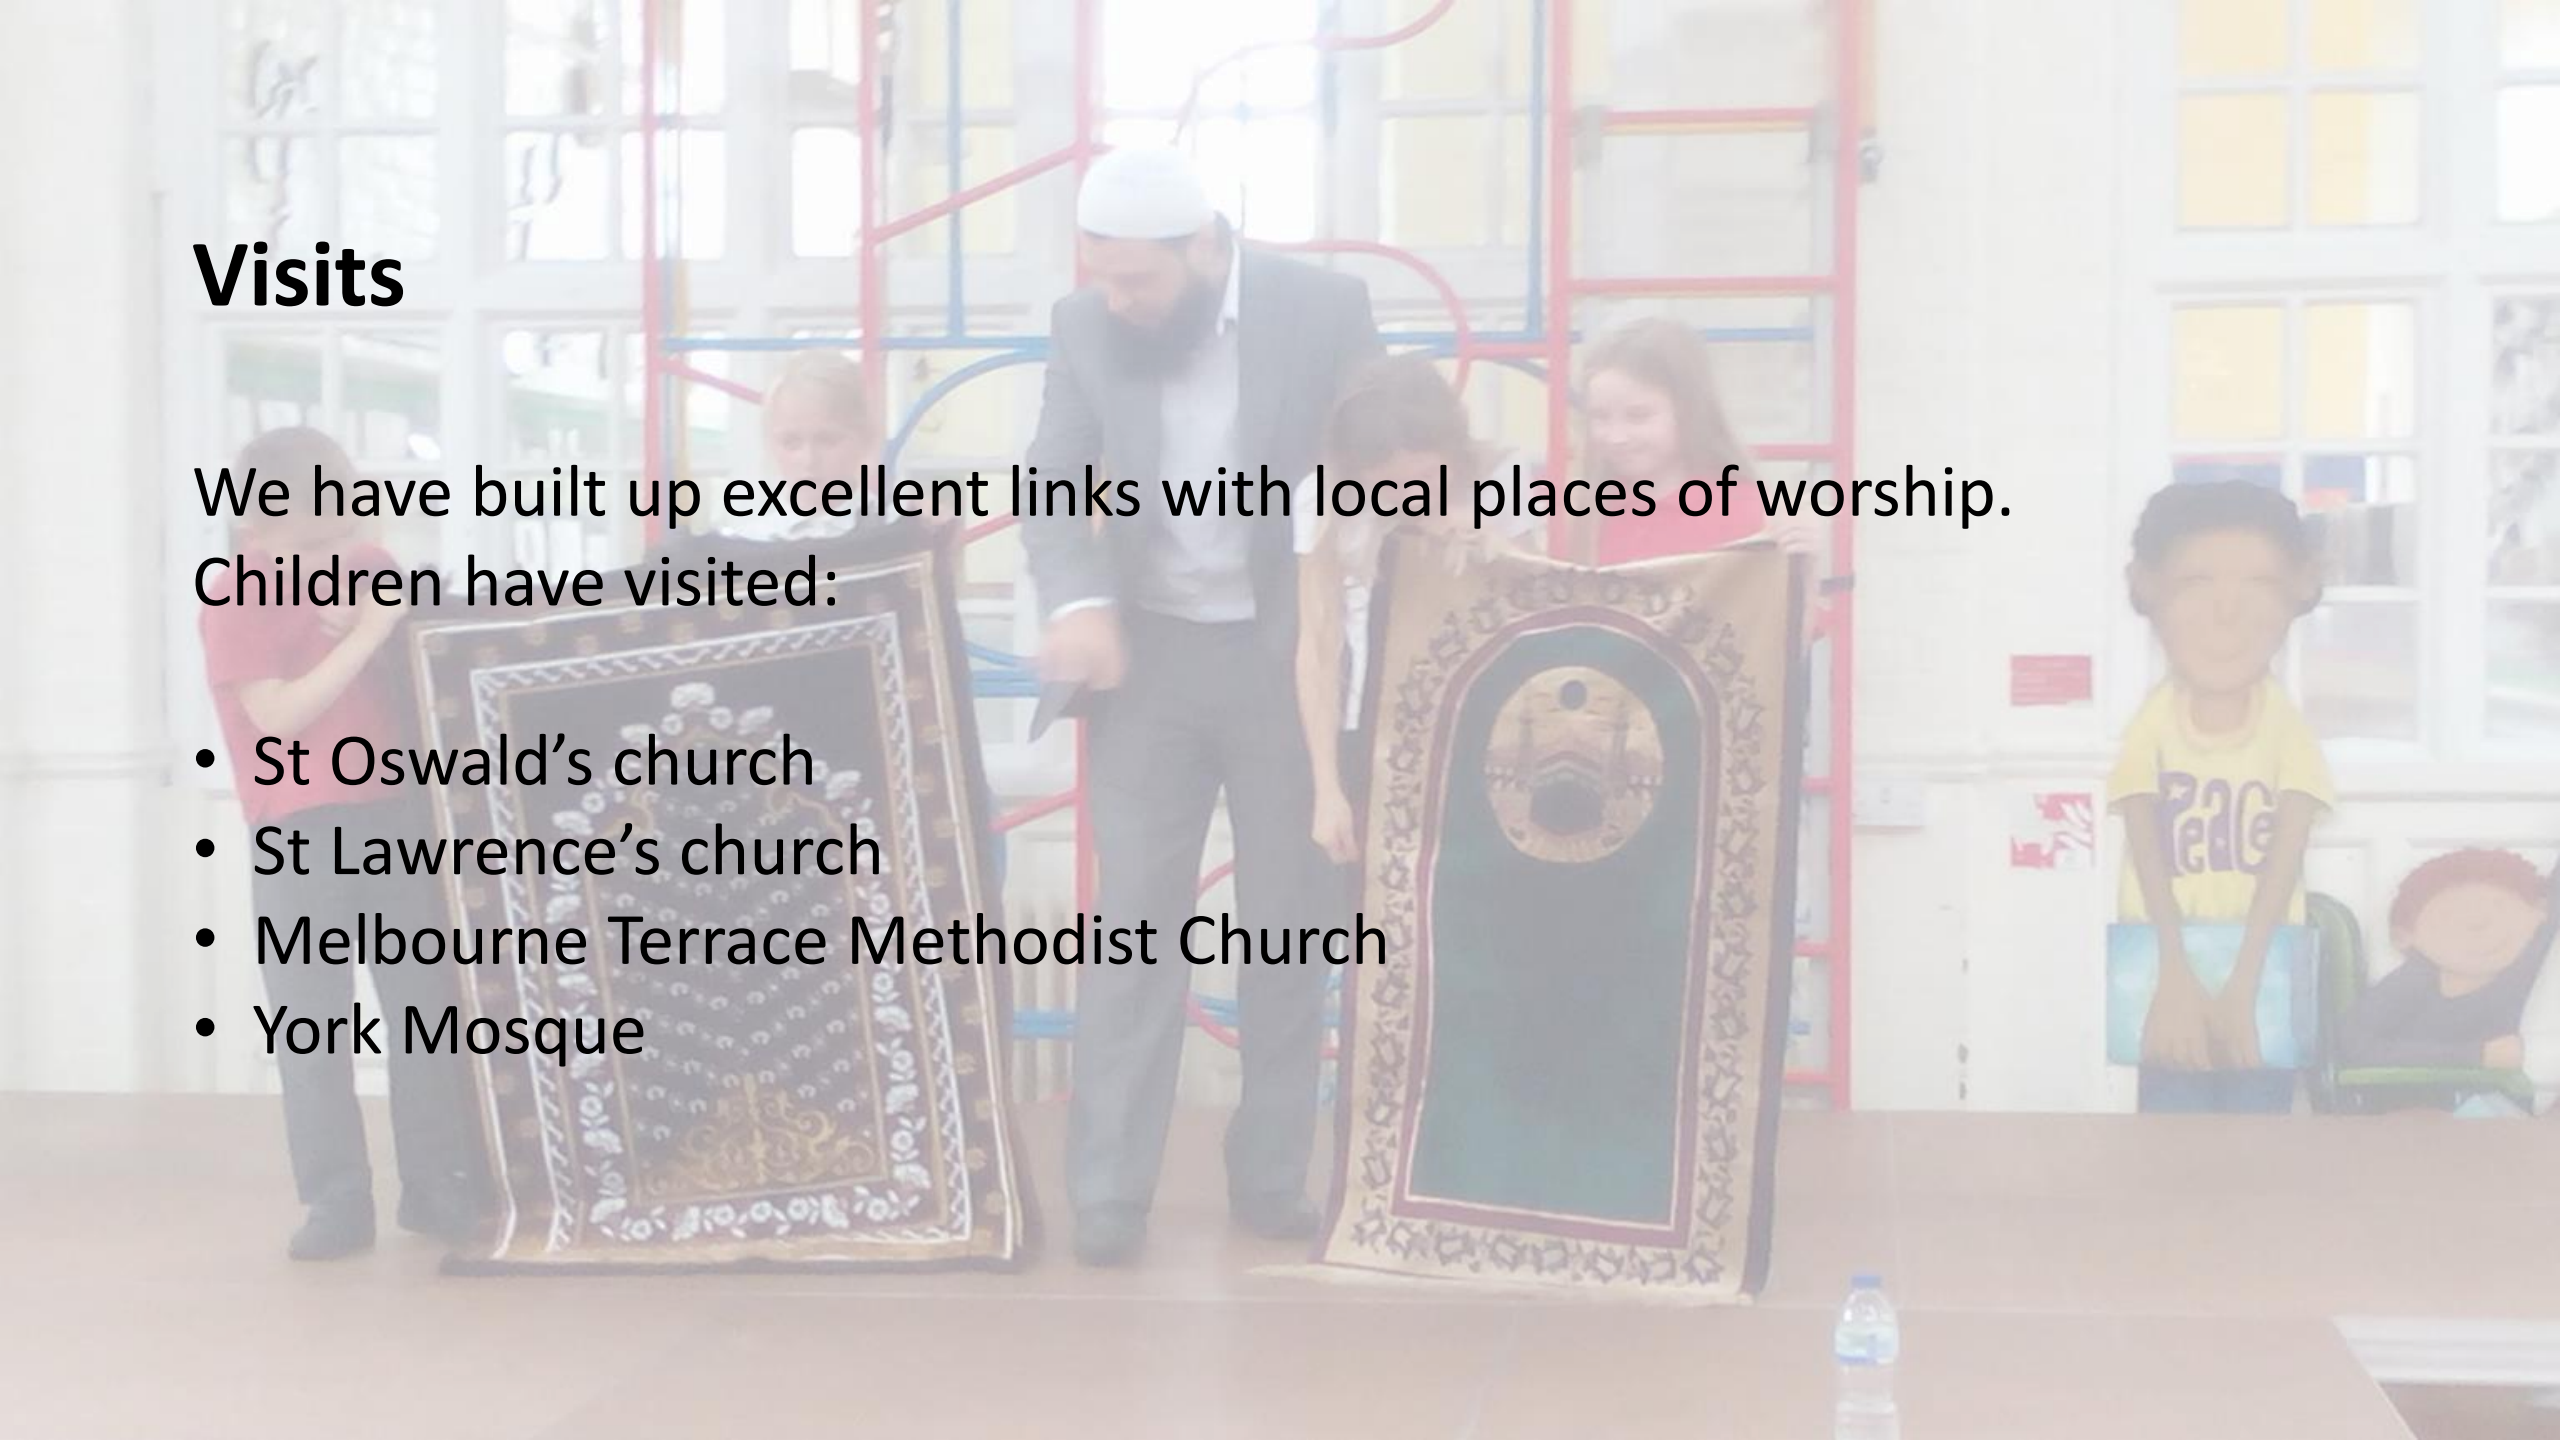 Visits
We have built up excellent links with local places of worship.
Children have visited:
• St Oswald’s church
• St Lawrence’s church
• Melbourne Terrace Methodist Church
• York Mosque
Peace